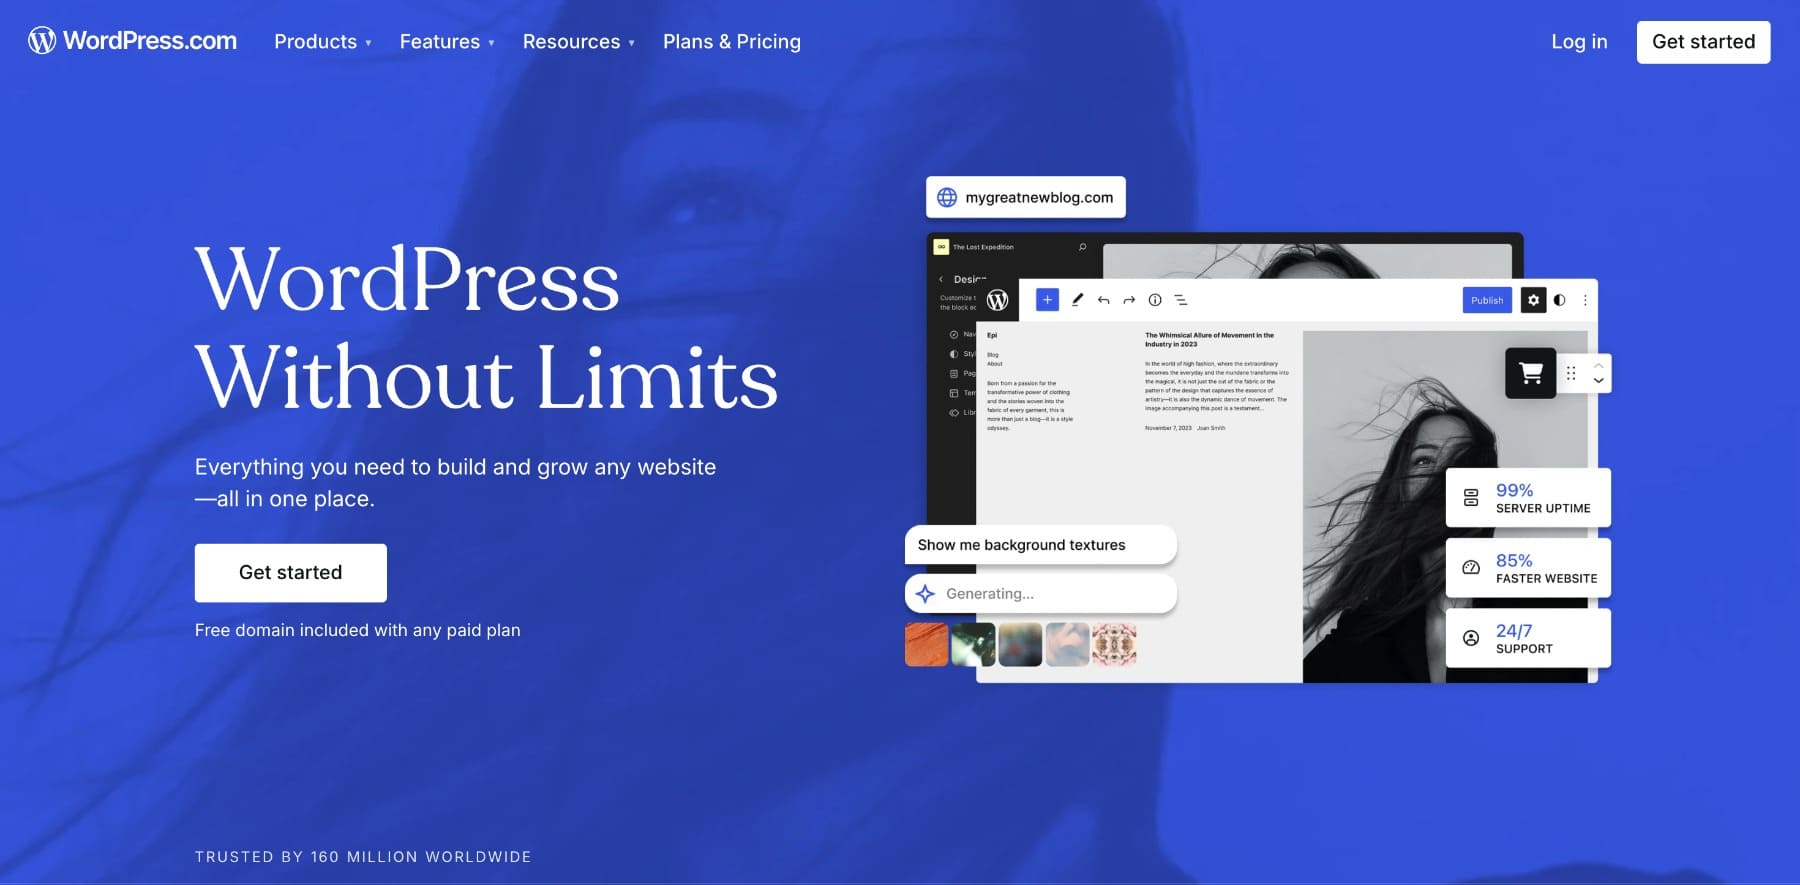 WordPress.com
Products
Features
Resources
Plans & Pricing
Log in
Get started
WordPress
Without Limits
Everything you need to build and grow any website
—all in one place.
Get started
Free domain included with any paid plan
TRUSTED BY 160 MILLION WORLDWIDE
mygreatnewblog.com
The Lost Expedition
Design
Customize t
the block ec
Nav
Styl
Pag
Tem
Libr
Publish
Epi
Blog
About
Born from a passion for the
transformative power of clothing
and the stories woven into the
fabric of every garment, this is
more than just a blog—it is a style
odyssey.
The Whimsical Allure of Movement in the
Industry in 2023
In the world of high fashion, where the extraordinary
becomes the everyday and the mundane transforms into
the magical, it is not just the cut of the fabric or the
pattern of the design that captures the essence of
artistry—it is also the dynamic dance of movement. The
image accompanying this post is a testament...
November 7, 2023 Joan Smith
Show me background textures
Generating...
99%
SERVER UPTIME
85%
FASTER WEBSITE
24/7
SUPPORT